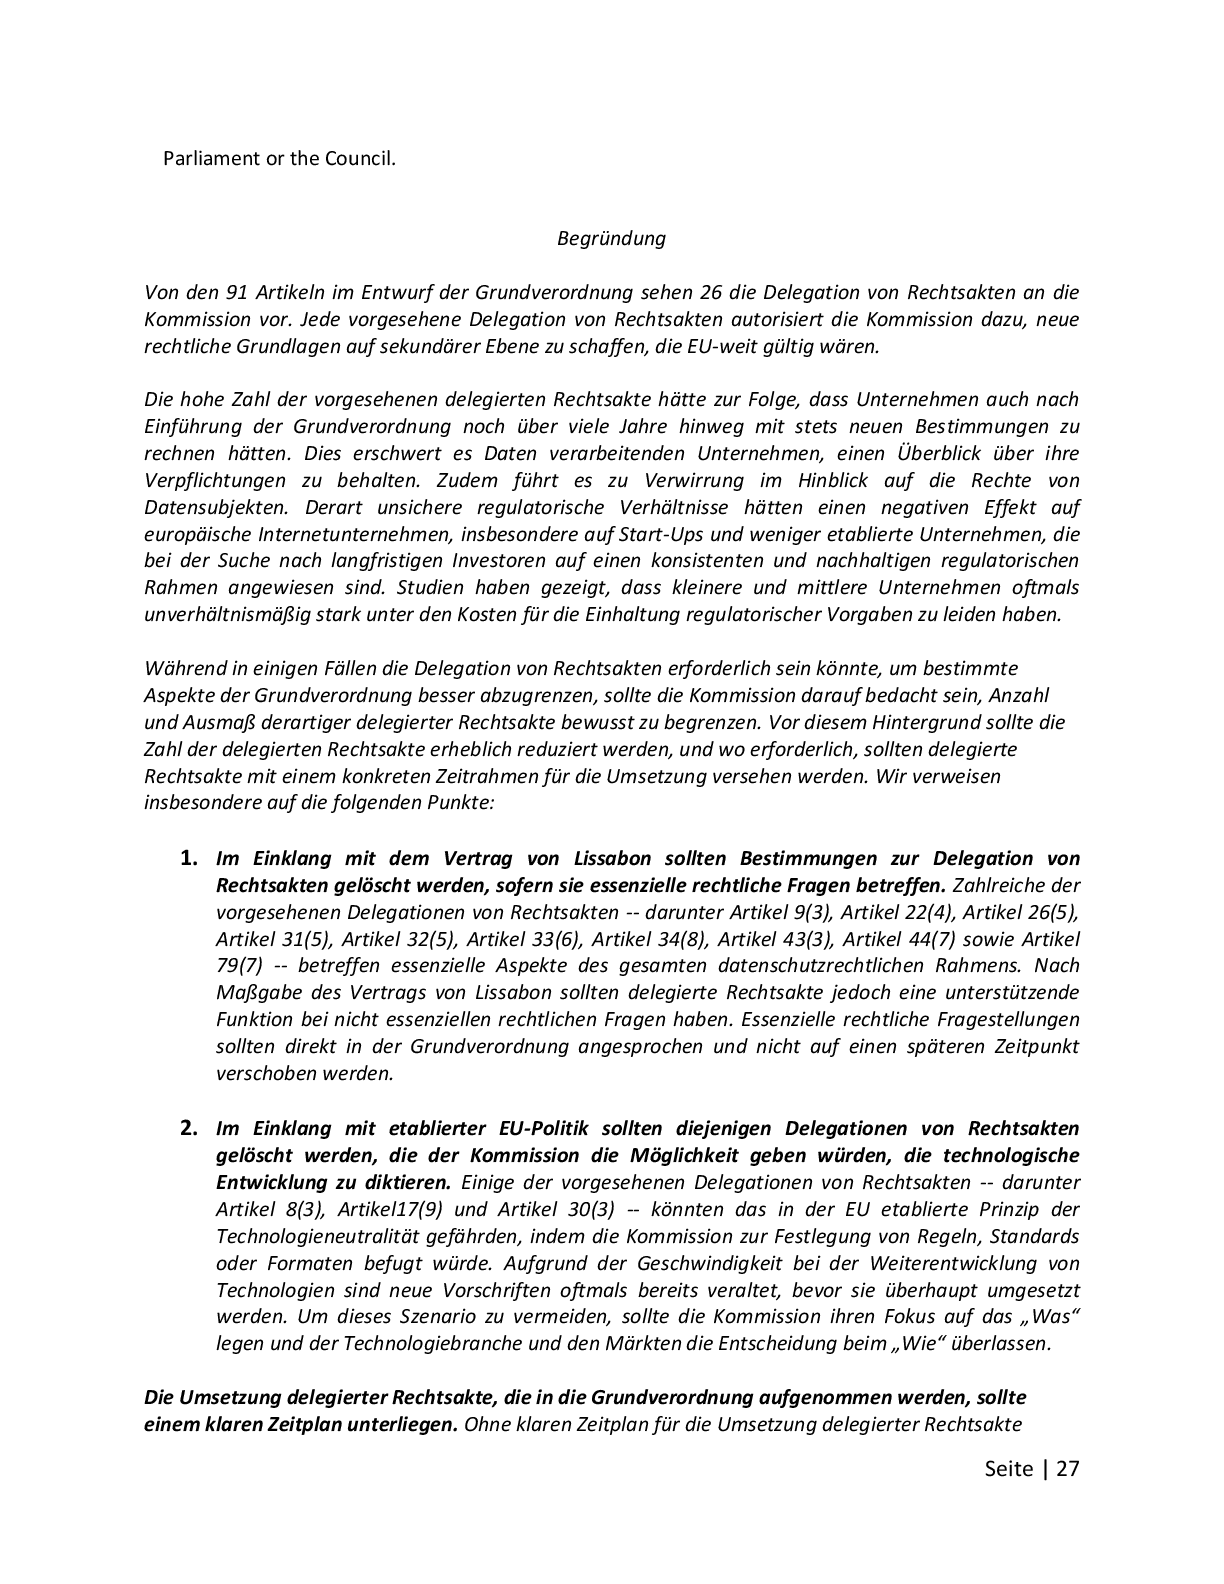 Parliament or the Council.
Begründung
Von den 91 Artikeln im Entwurf der Grundverordnung sehen 26 die Delegation von Rechtsakten an die
Kommission vor. Jede vorgesehene Delegation von Rechtsakten autorisiert die Kommission dazu, neue
rechtliche Grundlagen auf sekundärer Ebene zu schaffen, die EU-weit gültig wären.
Die hohe Zahl der vorgesehenen delegierten Rechtsakte hätte zur Folge, dass Unternehmen auch nach
Einführung der Grundverordnung noch über viele Jahre hinweg mit stets neuen Bestimmungen zu
rechnen hätten. Dies erschwert es Daten verarbeitenden Unternehmen, einen Überblick über ihre
Verpflichtungen zu behalten. Zudem führt es zu Verwirrung im Hinblick auf die Rechte von
Datensubjekten. Derart unsichere regulatorische Verhältnisse hätten einen negativen Effekt auf
europäische Internetunternehmen, insbesondere auf Start-Ups und weniger etablierte Unternehmen, die
bei der Suche nach langfristigen Investoren auf einen konsistenten und nachhaltigen regulatorischen
Rahmen angewiesen sind. Studien haben gezeigt, dass kleinere und mittlere Unternehmen oftmals
unverhältnismäßig stark unter den Kosten für die Einhaltung regulatorischer Vorgaben zu leiden haben.
Während in einigen Fällen die Delegation von Rechtsakten erforderlich sein könnte, um bestimmte
Aspekte der Grundverordnung besser abzugrenzen, sollte die Kommission darauf bedacht sein, Anzahl
und Ausmaß derartiger delegierter Rechtsakte bewusst zu begrenzen. Vor diesem Hintergrund sollte die
Zahl der delegierten Rechtsakte erheblich reduziert werden, und wo erforderlich, sollten delegierte
Rechtsakte mit einem konkreten Zeitrahmen für die Umsetzung versehen werden. Wir verweisen
insbesondere auf die folgenden Punkte:
1. Im Einklang mit dem Vertrag von Lissabon sollten Bestimmungen zur Delegation von
Rechtsakten gelöscht werden, sofern sie essenzielle rechtliche Fragen betreffen. Zahlreiche der
vorgesehenen Delegationen von Rechtsakten -- darunter Artikel 9(3), Artikel 22(4), Artikel 26(5),
Artikel 31(5), Artikel 32(5), Artikel 33(6), Artikel 34(8), Artikel 43(3), Artikel 44(7) sowie Artikel
79(7) -- betreffen essenzielle Aspekte des gesamten datenschutzrechtlichen Rahmens. Nach
Maßgabe des Vertrags von Lissabon sollten delegierte Rechtsakte jedoch eine unterstützende
Funktion bei nicht essenziellen rechtlichen Fragen haben. Essenzielle rechtliche Fragestellungen
sollten direkt in der Grundverordnung angesprochen und nicht auf einen späteren Zeitpunkt
verschoben werden.
2. Im Einklang mit etablierter EU-Politik sollten diejenigen Delegationen von Rechtsakten
gelöscht werden, die der Kommission die Möglichkeit geben würden, die technologische
Entwicklung zu diktieren. Einige der vorgesehenen Delegationen von Rechtsakten -- darunter
Artikel 8(3), Artikel17(9) und Artikel 30(3) -- könnten das in der EU etablierte Prinzip der
Technologieneutralität gefährden, indem die Kommission zur Festlegung von Regeln, Standards
oder Formaten befugt würde. Aufgrund der Geschwindigkeit bei der Weiterentwicklung von
Technologien sind neue Vorschriften oftmals bereits veraltet, bevor sie überhaupt umgesetzt
werden. Um dieses Szenario zu vermeiden, sollte die Kommission ihren Fokus auf das „Was“
legen und der Technologiebranche und den Märkten die Entscheidung beim „Wie“ überlassen.
Die Umsetzung delegierter Rechtsakte, die in die Grundverordnung aufgenommen werden, sollte
einem klaren Zeitplan unterliegen. Ohne klaren Zeitplan für die Umsetzung delegierter Rechtsakte
Seite | 27